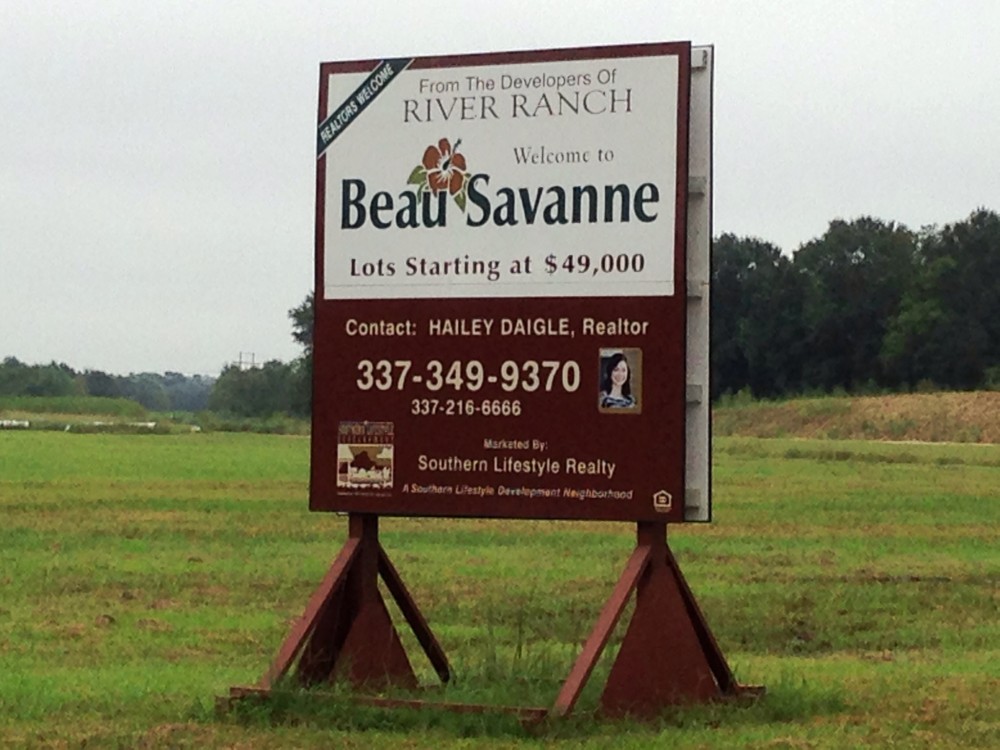 REALTORS WELCOME
From The Developers Of
RIVER RANCH
Welcome to
Beau Savanne
Lots Starting at $49,000
Contact: HAILEY DAIGLE, Realtor
337-349-9370
337-216-6666
Marketed By:
Southern Lifestyle Realty
A Southern Lifestyle Development Neighborhood